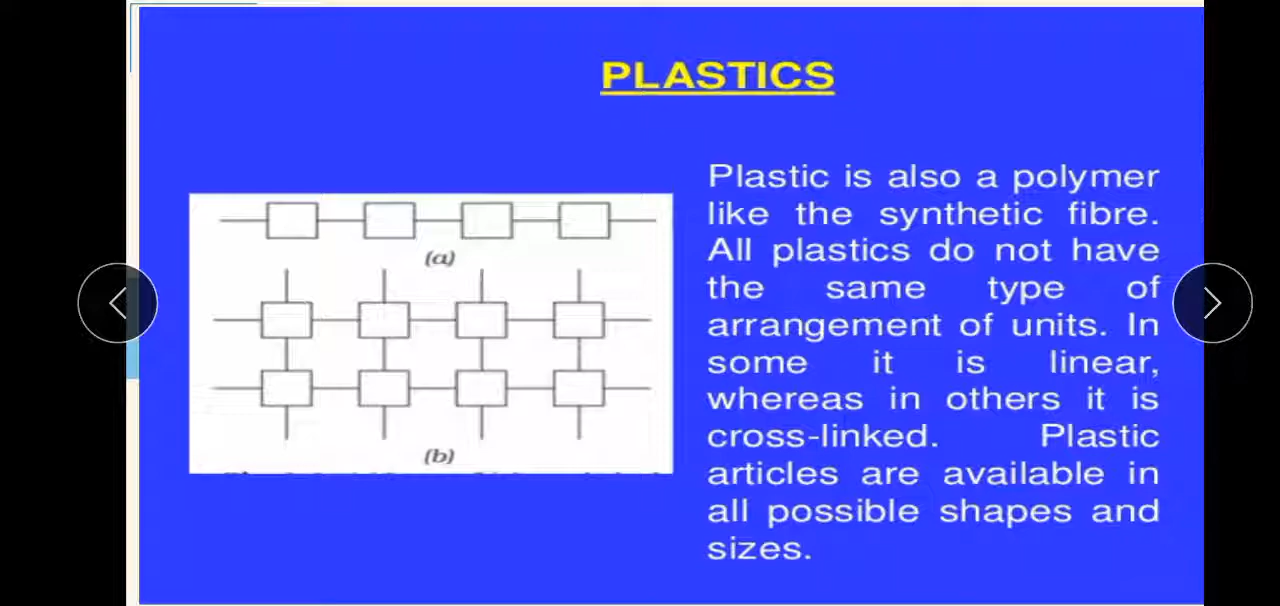 PLASTICS
(a)
(b)
Plastic is also a polymer
like the synthetic fibre.
All plastics do not have
the same type of
arrangement of units. In
some it is linear,
whereas in others it is
cross-linked. Plastic
articles are available in
all possible shapes and
sizes.